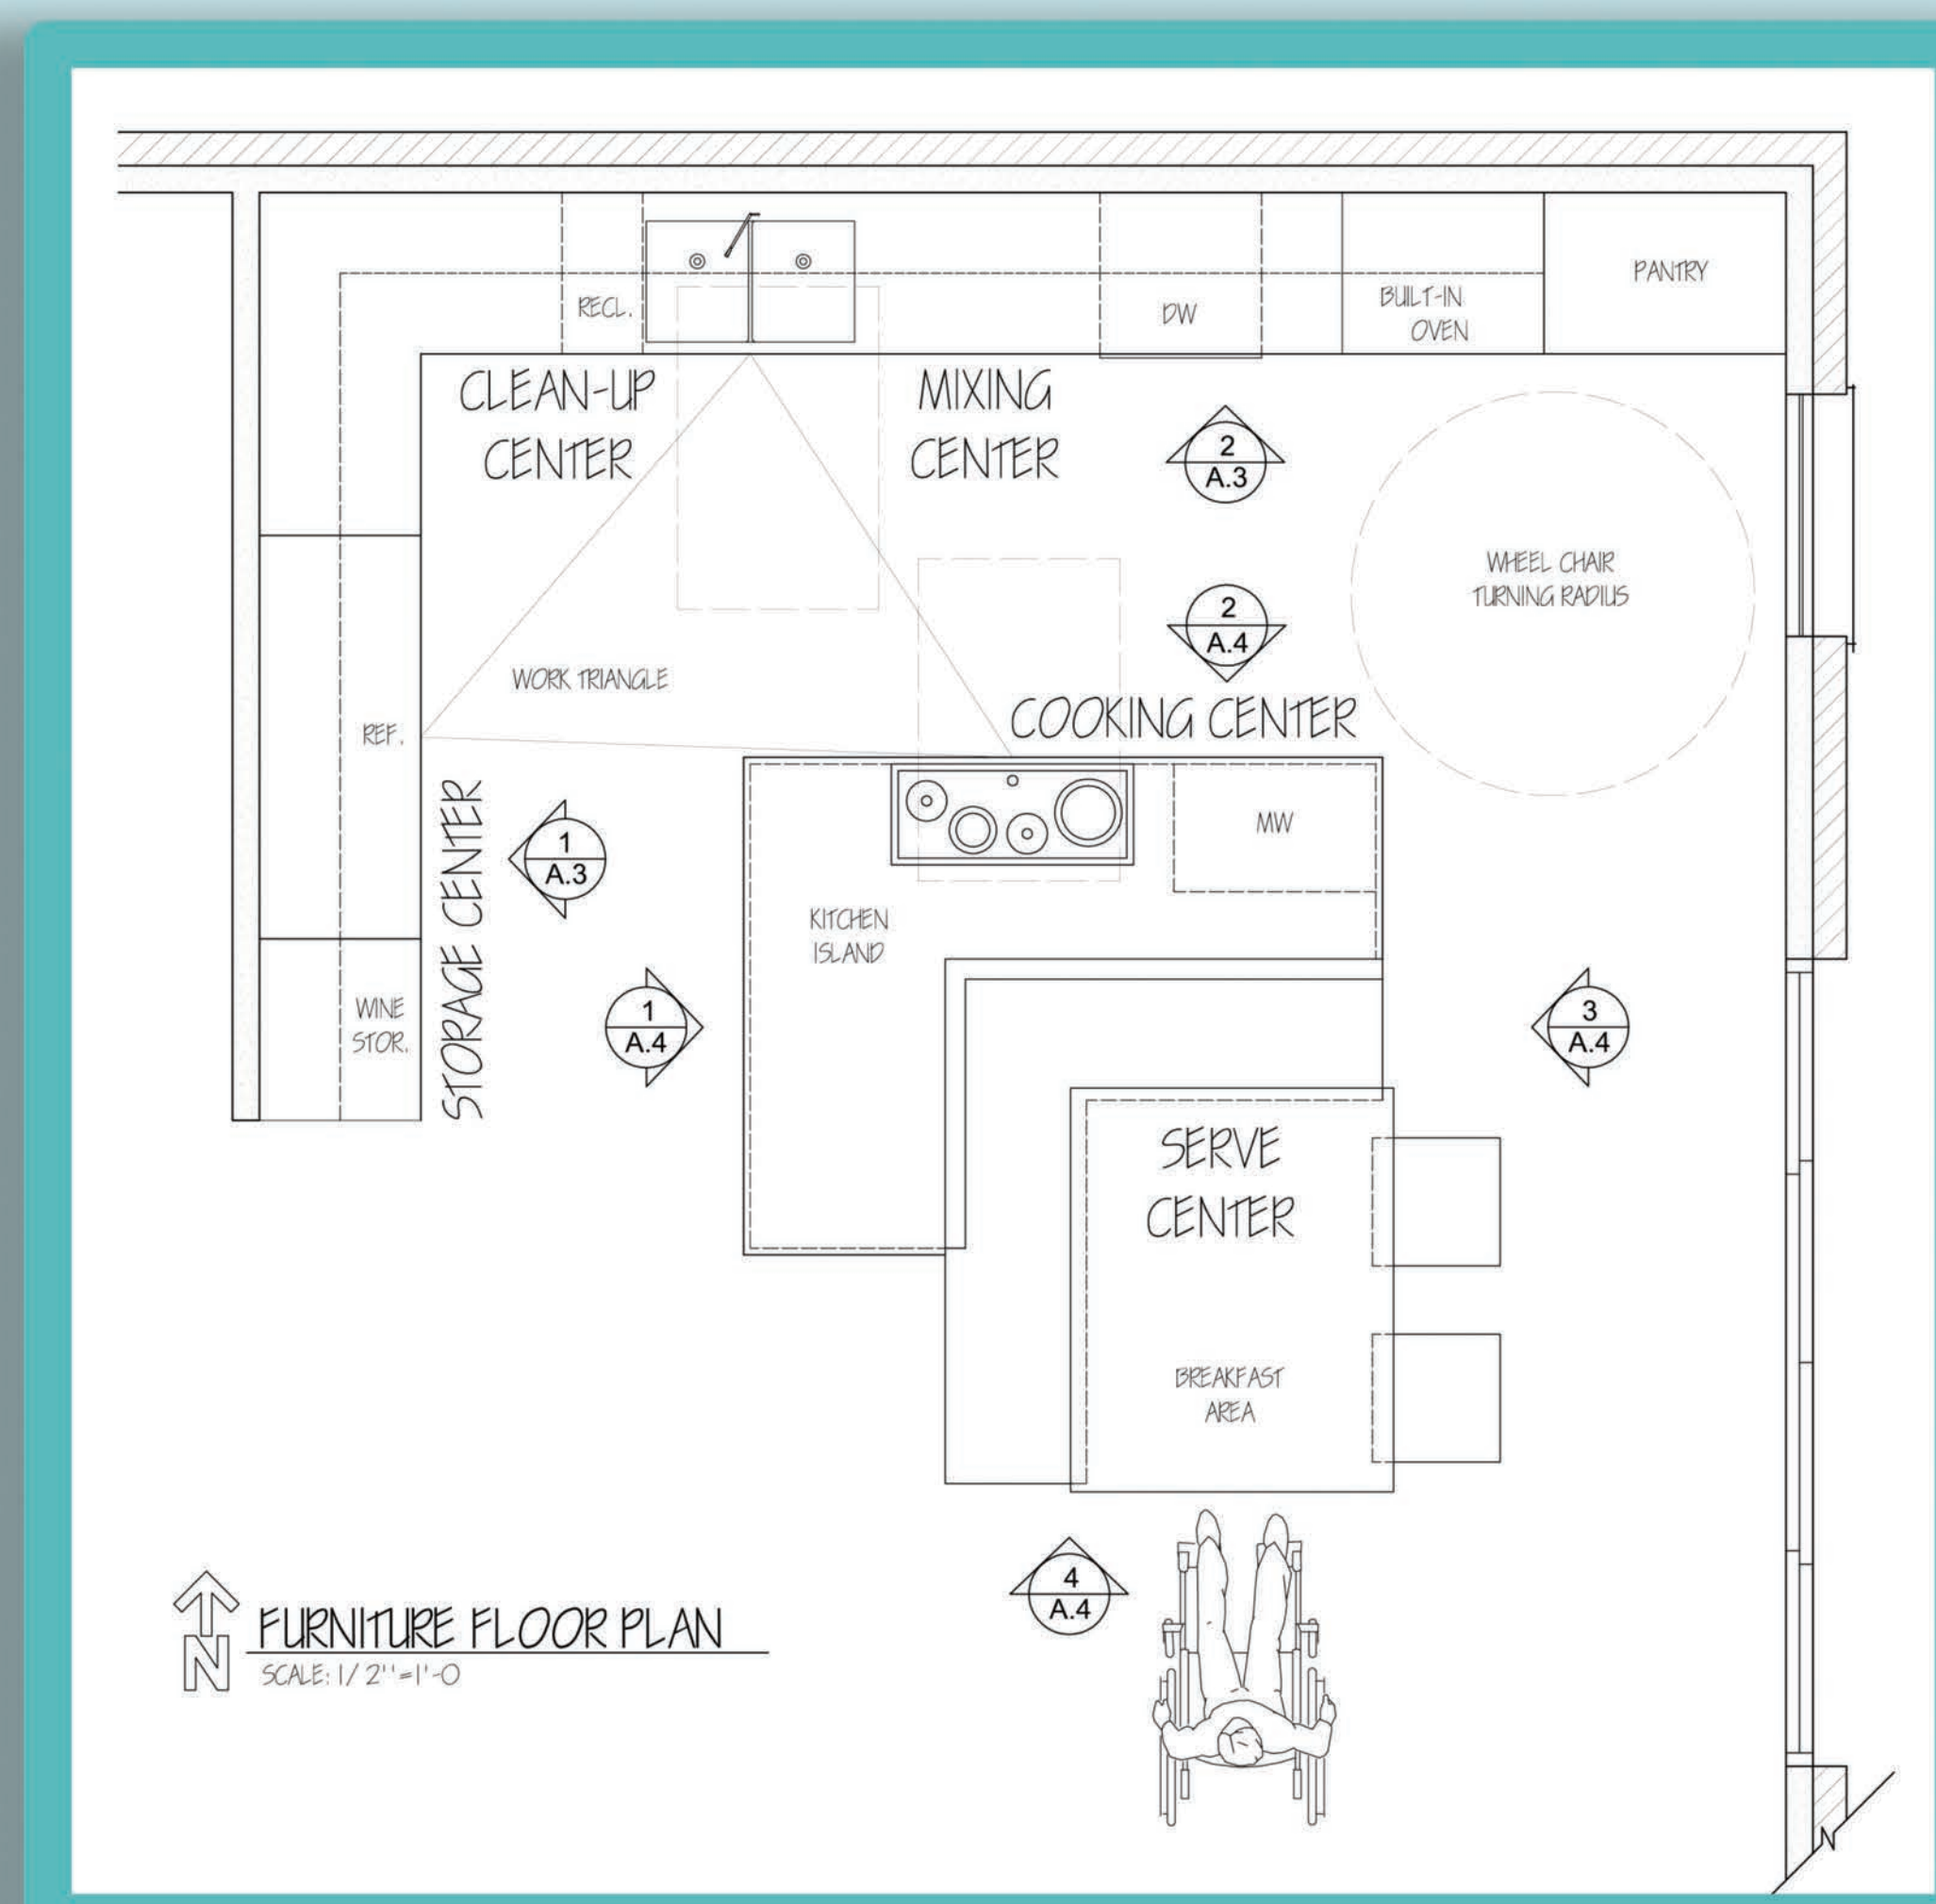 PANTRY
BUILT-IN
OVEN
RECL.
DW
CLEAN-UP
CENTER
MIXING
CENTER
2
A.3
WHEEL CHAIR
TURNING RADIUS
2
A.4
WORK TRIANGLE
COOKING CENTER
REF.
STORAGE CENTER
1
A.3
MW
KITCHEN
ISLAND
WINE
STOR.
1
A.4
3
A.4
SERVE
CENTER
BREAKFAST
AREA
4
A.4
N
FURNITURE FLOOR PLAN
SCALE: 1/2''=1'-0
N